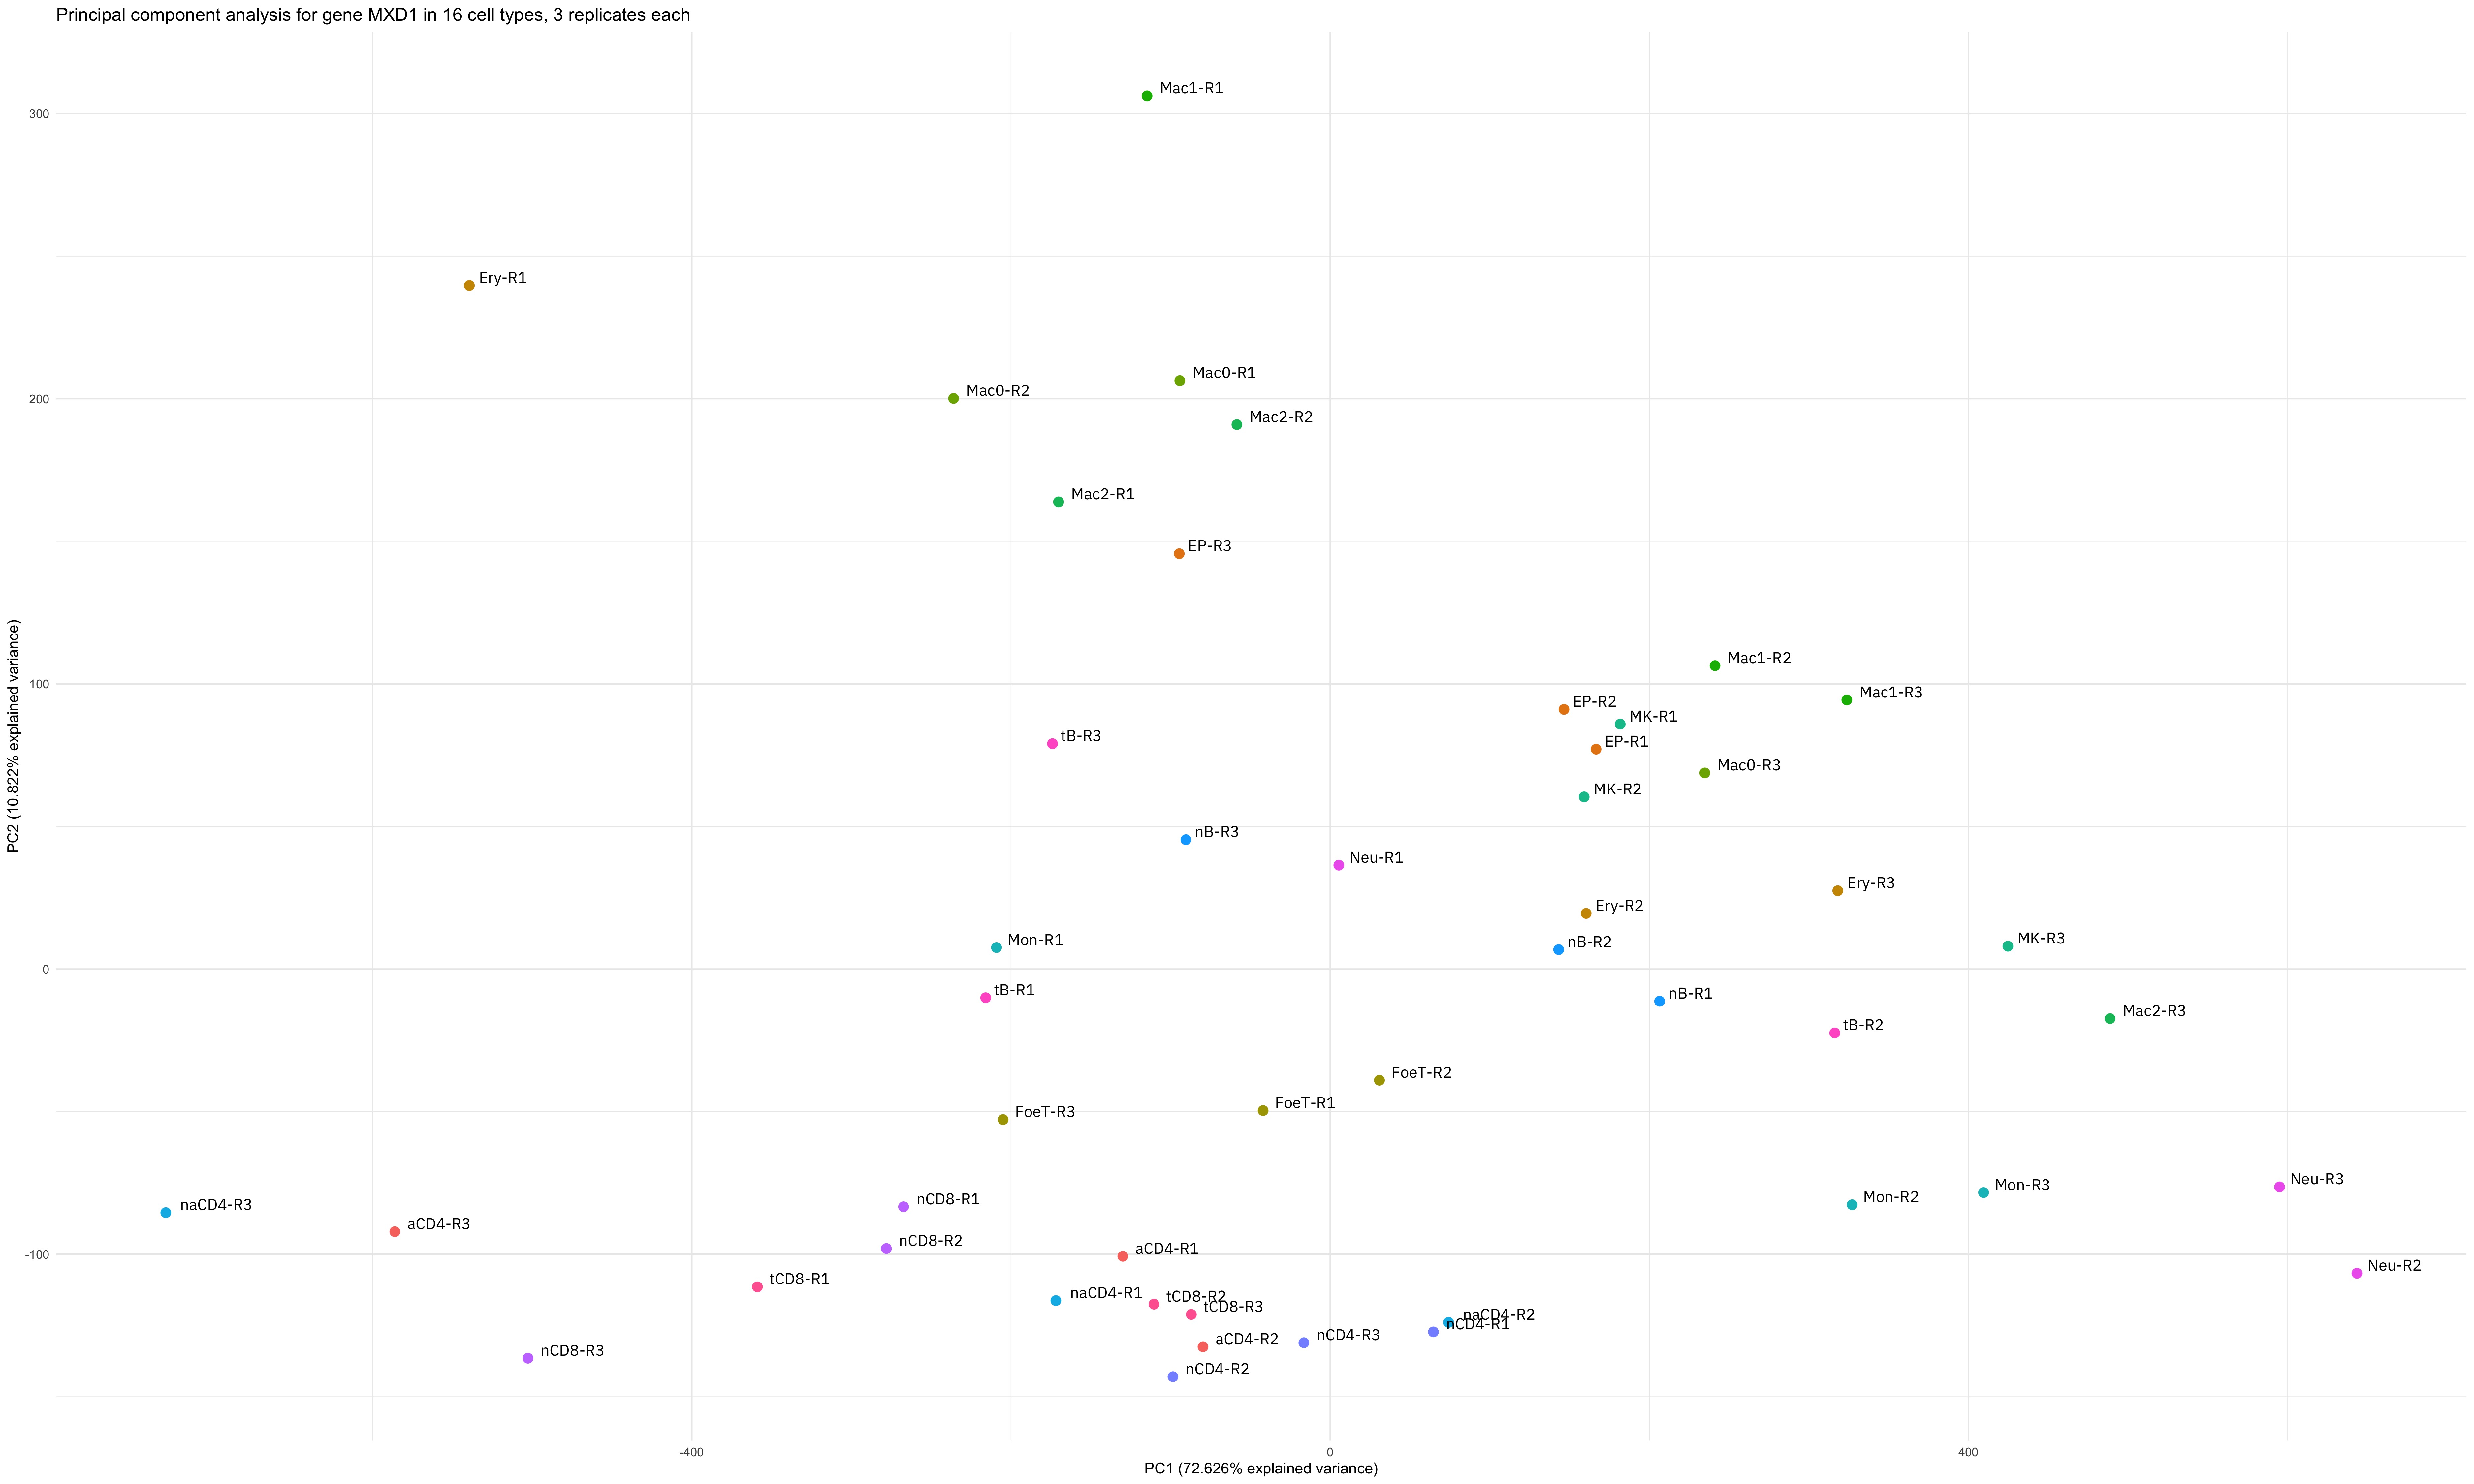 Principal component analysis for gene MXD1 in 16 cell types, 3 replicates each
Mac1-R1
300
Ery-R1
Mac0-R1
Mac0-R2
200
Mac2-R2
Mac2-R1
EP-R3
Mac1-R2
100
Mac1-R3
EP-R2
MK-R1
tB-R3
EP-R1
Mac0-R3
MK-R2
nB-R3
Neu-R1
Ery-R3
Ery-R2
Mon-R1
nB-R2
MK-R3
0
tB-R1
nB-R1
Mac2-R3
tB-R2
FoeT-R2
FoeT-R1
FoeT-R3
Neu-R3
Mon-R3
Mon-R2
nCD8-R1
naCD4-R3
aCD4-R3
nCD8-R2
aCD4-R1
-100
Neu-R2
tCD8-R1
naCD4-R1
tCD8-R2
tCD8-R3
naCD4-R2
nCD4-R1
nCD4-R3
aCD4-R2
nCD8-R3
nCD4-R2
PC2 (10.822% explained variance)
-400
0
400
PC1 (72.626% explained variance)